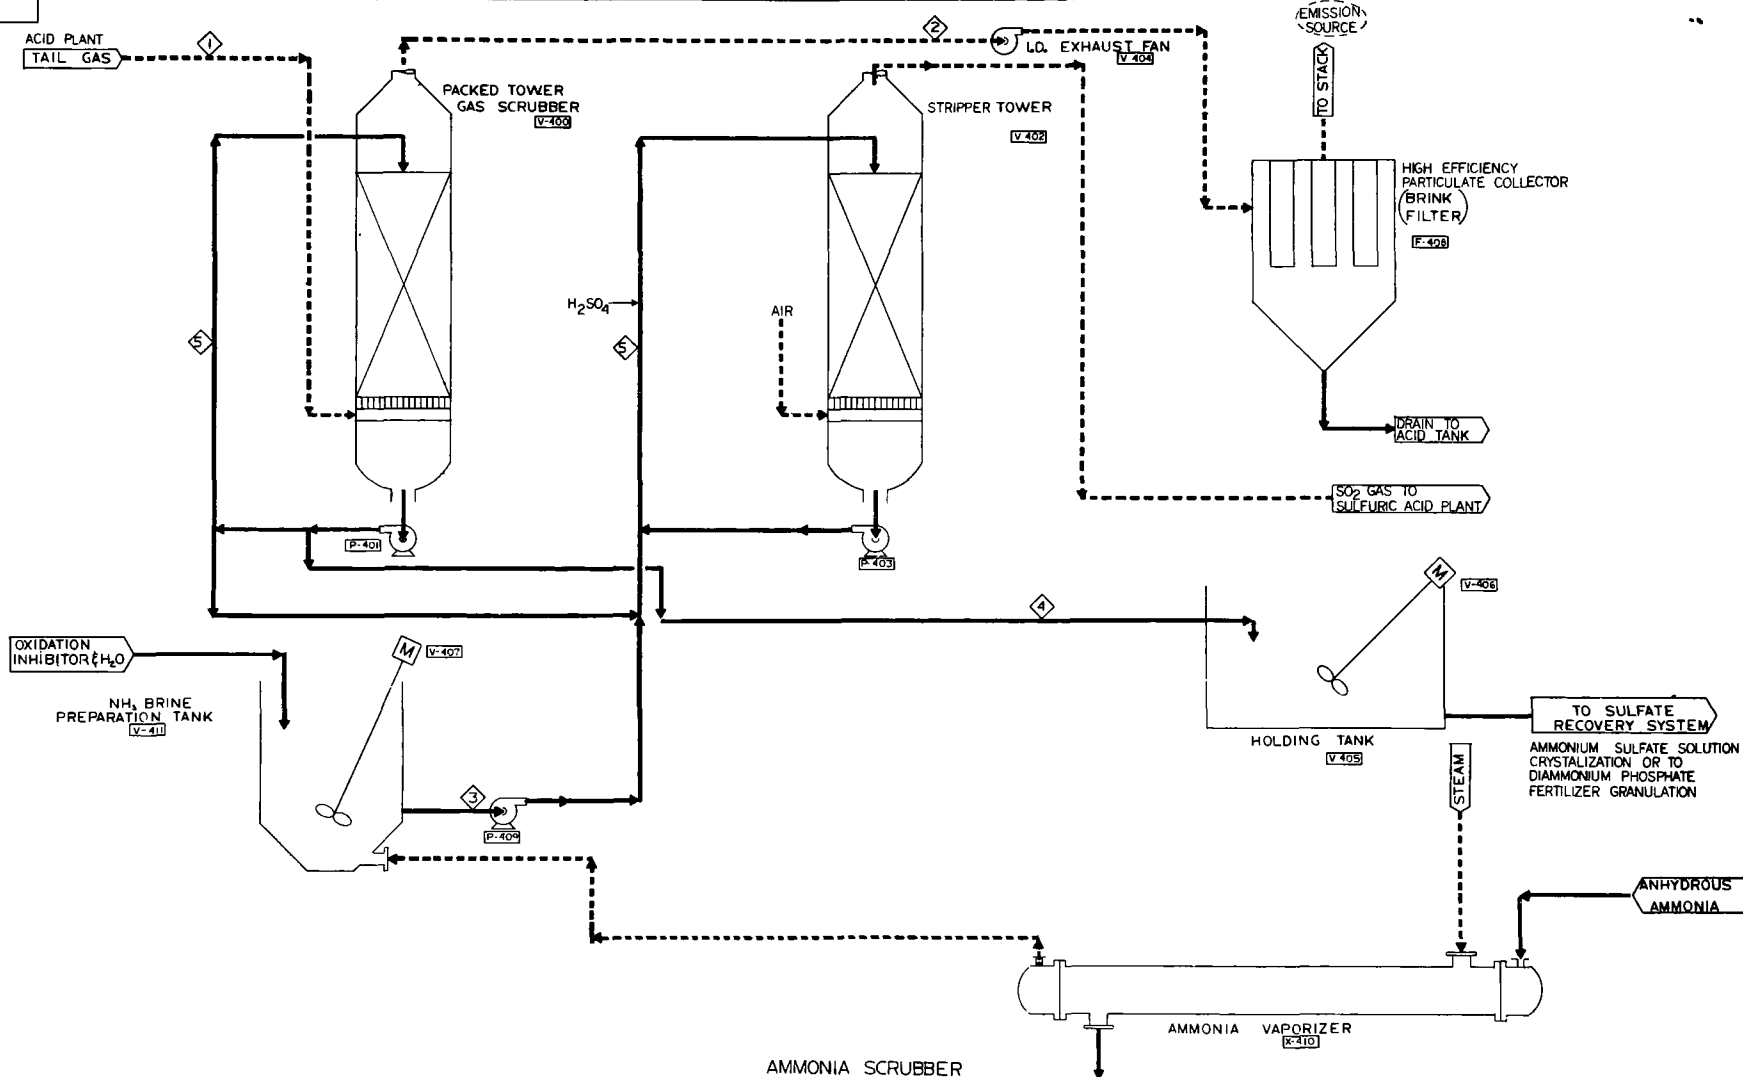 EMISSION
SOURCE
ACID PLANT
TAIL GAS
1
2
I.D. EXHAUST FAN
V 404
TO STACK
PACKED TOWER
GAS SCRUBBER
V-400
STRIPPER TOWER
V 402
HIGH EFFICIENCY
PARTICULATE COLLECTOR
(BRINK
FILTER)
F-408
H2SO4
AIR
5
5
DRAIN TO
ACID TANK
SO2 GAS TO
SULFURIC ACID PLANT
P-401
P-403
M
V-406
4
OXIDATION
INHIBITOR & H2O
M
V-407
NH3 BRINE
PREPARATION TANK
V-411
TO SULFATE
RECOVERY SYSTEM
HOLDING TANK
V 405
AMMONIUM SULFATE SOLUTION
CRYSTALIZATION OR TO
DIAMMONIUM PHOSPHATE
FERTILIZER GRANULATION
STEAM
3
P-409
ANHYDROUS
AMMONIA
AMMONIA VAPORIZER
X-410
AMMONIA SCRUBBER